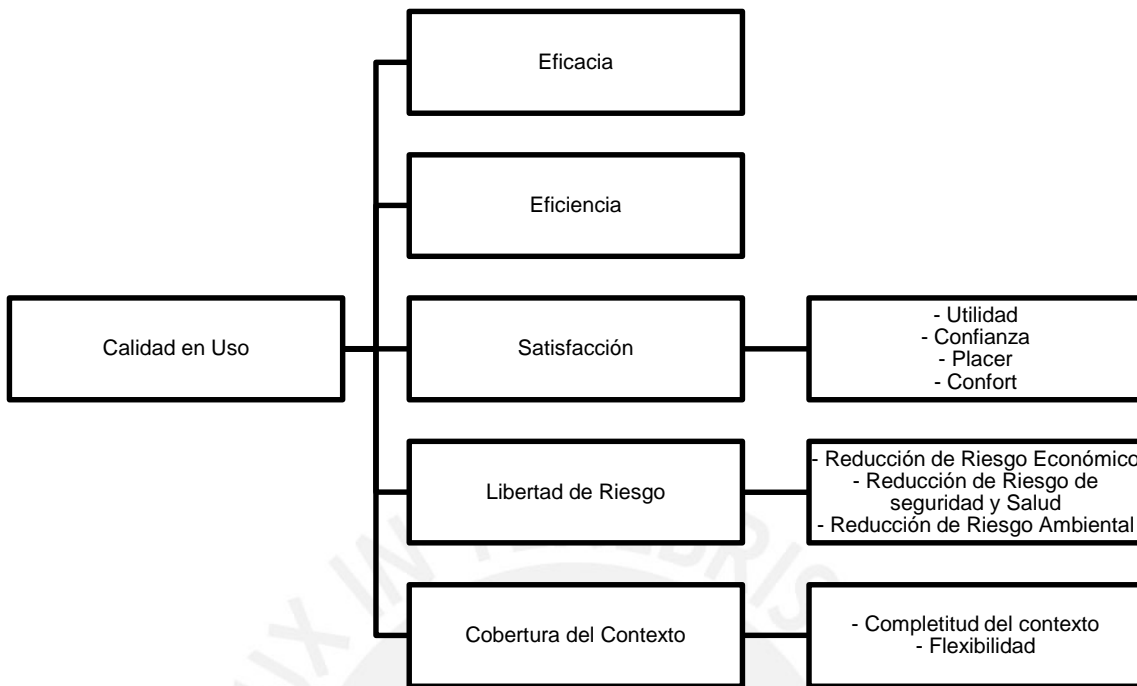 Eficacia
Eficiencia
Calidad en Uso
Satisfacción
- Utilidad
- Confianza
- Placer
- Confort
Libertad de Riesgo
- Reducción de Riesgo Económico
- Reducción de Riesgo de
seguridad y Salud
- Reducción de Riesgo Ambiental
Cobertura del Contexto
- Completitud del contexto
- Flexibilidad
IN